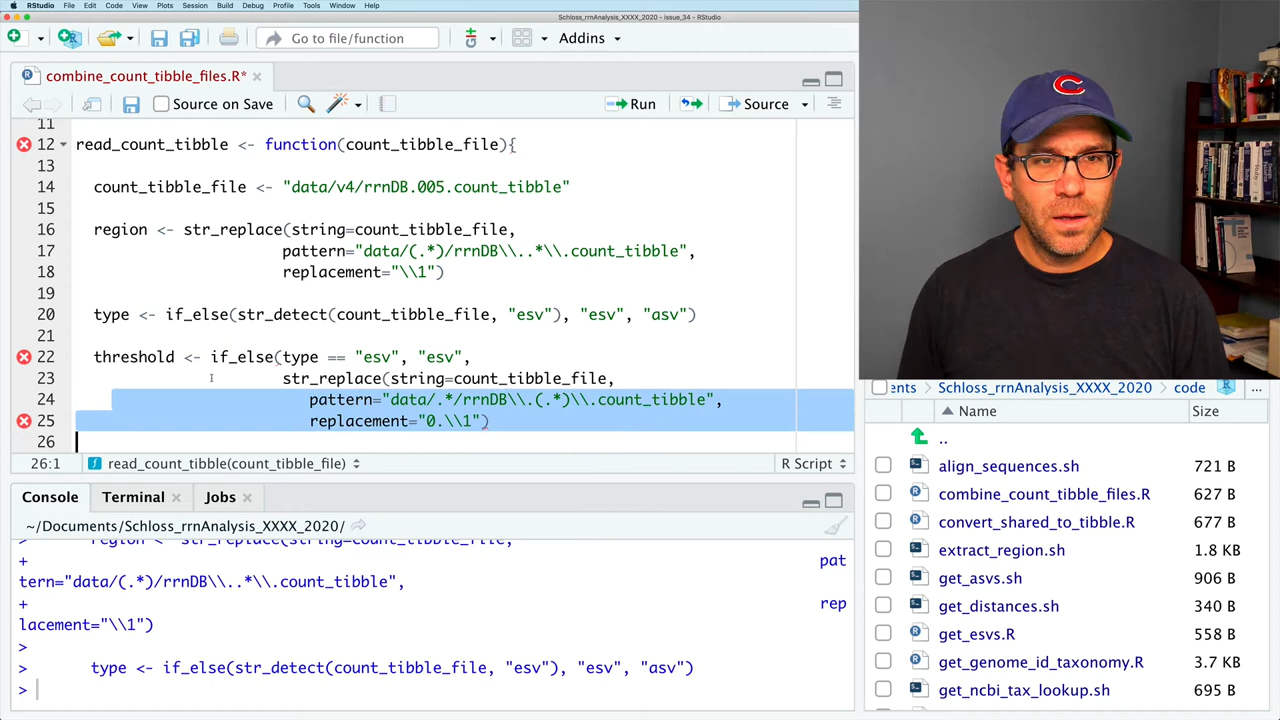 RStudio File Edit Code View Plots Session Build Debug Profile Tools Window Help
Schloss_rrnAnalysis_XXXX_2020 - issue_34 - RStudio
Go to file/function
Addins
combine_count_tibble_files.R*
Source on Save
Run
Source
11
12 read_count_tibble <- function(count_tibble_file){
13
14 count_tibble_file <- "data/v4/rrnDB.005.count_tibble"
15
16 region <- str_replace(string=count_tibble_file,
17 pattern="data/(.*)/rrnDB\\..*\\.count_tibble",
18 replacement="\\1")
19
20 type <- if_else(str_detect(count_tibble_file, "esv"), "esv", "asv")
21
22 threshold <- if_else(type == "esv", "esv",
23 str_replace(string=count_tibble_file,
24 pattern="data/.*/rrnDB\\.(.*)\\.count_tibble",
25 replacement="0.\\1")
26
26:1 read_count_tibble(count_tibble_file) R Script
Console Terminal Jobs
~/Documents/Schloss_rrnAnalysis_XXXX_2020/
> region <- str_replace(string=count_tibble_file,
+ pat
tern="data/(.*)/rrnDB\\..*\\.count_tibble",
+ rep
lacement="\\1")
>
> type <- if_else(str_detect(count_tibble_file, "esv"), "esv", "asv")
>
ents Schloss_rrnAnalysis_XXXX_2020 code ...
Name Size
..
align_sequences.sh 721 B
combine_count_tibble_files.R 627 B
convert_shared_to_tibble.R 677 B
extract_region.sh 1.8 KB
get_asvs.sh 906 B
get_distances.sh 340 B
get_esvs.R 558 B
get_genome_id_taxonomy.R 3.7 KB
get_ncbi_tax_lookup.sh 695 B